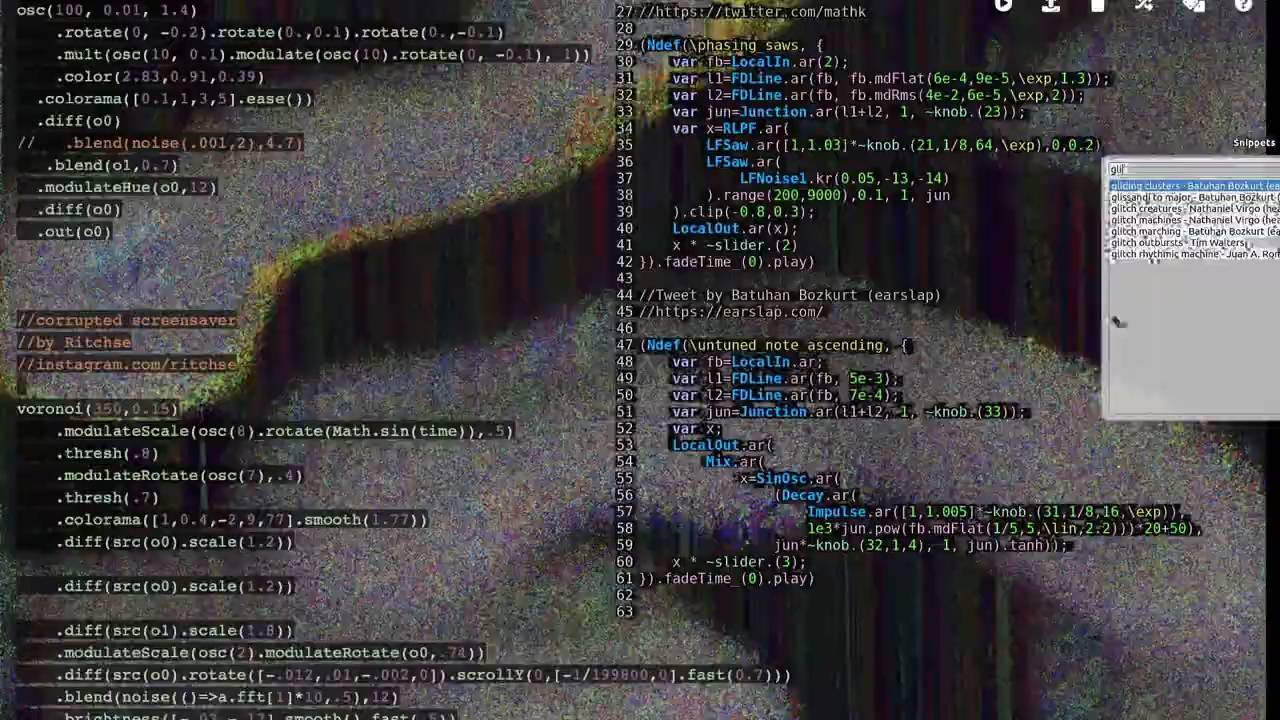 osc(100, 0.01, 1.4)
.rotate(0, -0.2).rotate(0.,0.1).rotate(0.,-0.1)
.mult(osc(10, 0.1).modulate(osc(10).rotate(0, -0.1), 1))
.color(2.83,0.91,0.39)
.colorama([0.1,1,3,5].ease())
.diff(o0)
// .blend(noise(.001,2),4.7)
.blend(o1,0.7)
.modulateHue(o0,12)
.diff(o0)
.out(o0)
//corrupted screensaver
//by Ritchse
//instagram.com/ritchse
voronoi(350,0.15)
.modulateScale(osc(8).rotate(Math.sin(time)),.5)
.thresh(.8)
.modulateRotate(osc(7),.4)
.thresh(.7)
.colorama([1,0.4,-2,9,77].smooth(1.77))
.diff(src(o0).scale(1.2))
.diff(src(o0).scale(1.2))
.diff(src(o1).scale(1.8))
.modulateScale(osc(2).modulateRotate(o0,.74))
.diff(src(o0).rotate([-.012,.01,-.002,0]).scrollY(0,[-1/199800,0].fast(0.7)))
.blend(noise(()=>a.fft[1]*10,.5),12)
27 //https://twitter.com/mathk
28
29 (Ndef(\phasing_saws, {
30 var fb=LocalIn.ar(2);
31 var l1=FDLine.ar(fb, fb.mdFlat(6e-4,9e-5,\exp,1.3));
32 var l2=FDLine.ar(fb, fb.mdRms(4e-2,6e-5,\exp,2));
33 var jun=Junction.ar(l1+l2, 1, ~knob.(23));
34 var x=RLPF.ar(
35 LFSaw.ar([1,1.03]*~knob.(21,1/8,64,\exp),0,0.2)
36 LFSaw.ar(
37 LFNoise1.kr(0.05,-13,-14)
38 ).range(200,9000),0.1, 1, jun
39 ).clip(-0.8,0.3);
40 LocalOut.ar(x);
41 x * ~slider.(2)
42 }).fadeTime_(0).play)
43
44 //Tweet by Batuhan Bozkurt (earslap)
45 //https://earslap.com/
46
47 (Ndef(\untuned_note_ascending, {
48 var fb=LocalIn.ar;
49 var l1=FDLine.ar(fb, 5e-3);
50 var l2=FDLine.ar(fb, 7e-4);
51 var jun=Junction.ar(l1+l2, 1, ~knob.(33));
52 var x;
53 LocalOut.ar(
54 Mix.ar(
55 x=SinOsc.ar(
56 (Decay.ar(
57 Impulse.ar([1,1.005]*~knob.(31,1/8,16,\exp)),
58 1e3*jun.pow(fb.mdFlat(1/5,5,\lin,2.2)))*20+50),
59 jun*~knob.(32,1,4), 1, jun).tanh));
60 x * ~slider.(3);
61 }).fadeTime_(0).play)
62
63
Snippets
gli
gliding clusters - Batuhan Bozkurt (ea
glissandi to major - Batuhan Bozkurt (
glitch creatures - Nathaniel Virgo (he
glitch machines - Nathaniel Virgo (hea
glitch marching - Batuhan Bozkurt (ea
glitch outbursts - Tim Walters
glitch rhythmic machine - Juan A. Rom